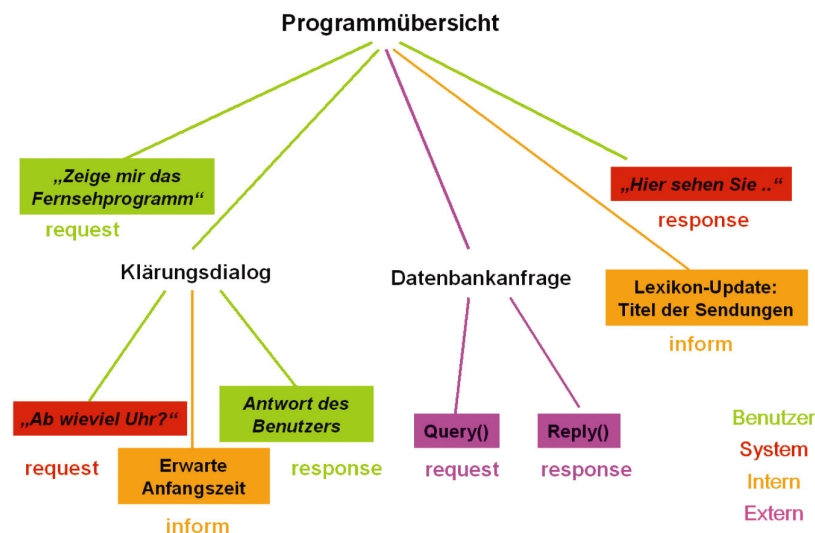 Programmübersicht
„Zeige mir das
Fernsehprogramm“
request
„Hier sehen Sie ..“
response
Klärungsdialog
Datenbankanfrage
Lexikon-Update:
Titel der Sendungen
inform
„Ab wieviel Uhr?“
request
Erwarte
Anfangszeit
inform
Antwort des
Benutzers
response
Query()
request
Reply()
response
Benutzer
System
Intern
Extern